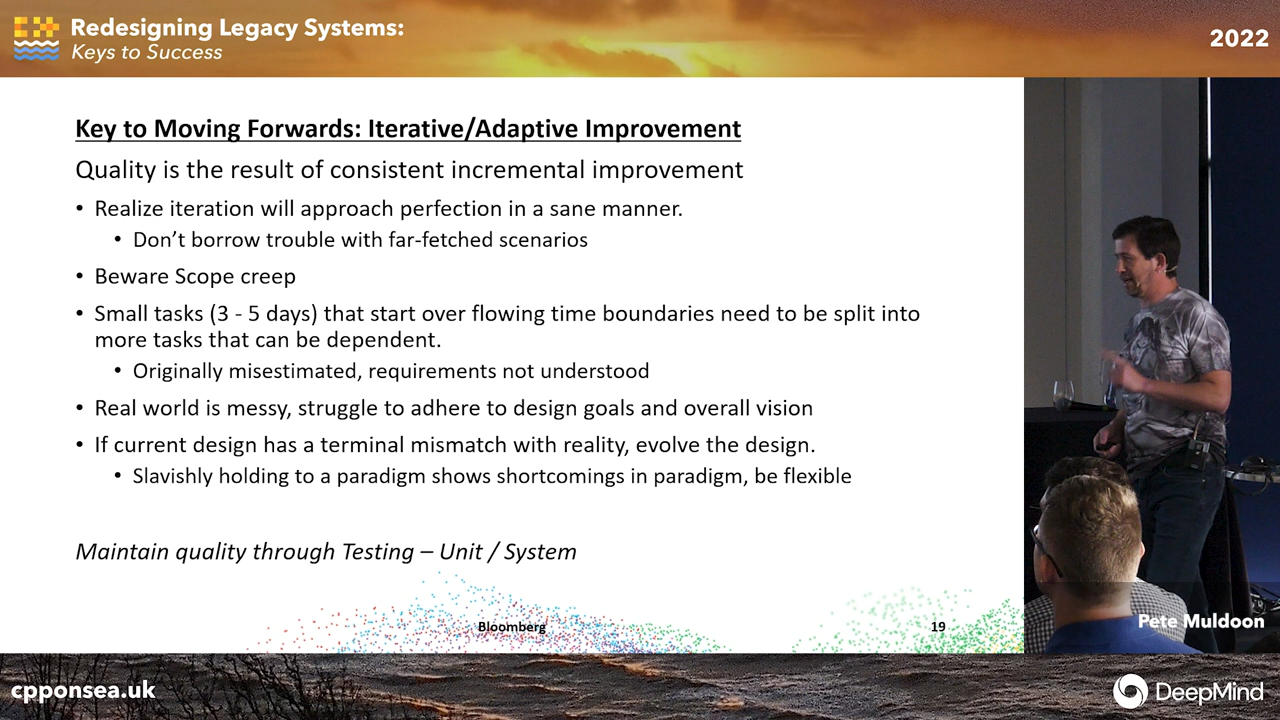 Redesigning Legacy Systems:
Keys to Success
2022
Key to Moving Forwards: Iterative/Adaptive Improvement
Quality is the result of consistent incremental improvement
• Realize iteration will approach perfection in a sane manner.
• Don’t borrow trouble with far-fetched scenarios
• Beware Scope creep
• Small tasks (3 - 5 days) that start over flowing time boundaries need to be split into
more tasks that can be dependent.
• Originally misestimated, requirements not understood
• Real world is messy, struggle to adhere to design goals and overall vision
• If current design has a terminal mismatch with reality, evolve the design.
• Slavishly holding to a paradigm shows shortcomings in paradigm, be flexible
Maintain quality through Testing – Unit / System
Bloomberg
19
Pete Muldoon
cpponsea.uk
DeepMind